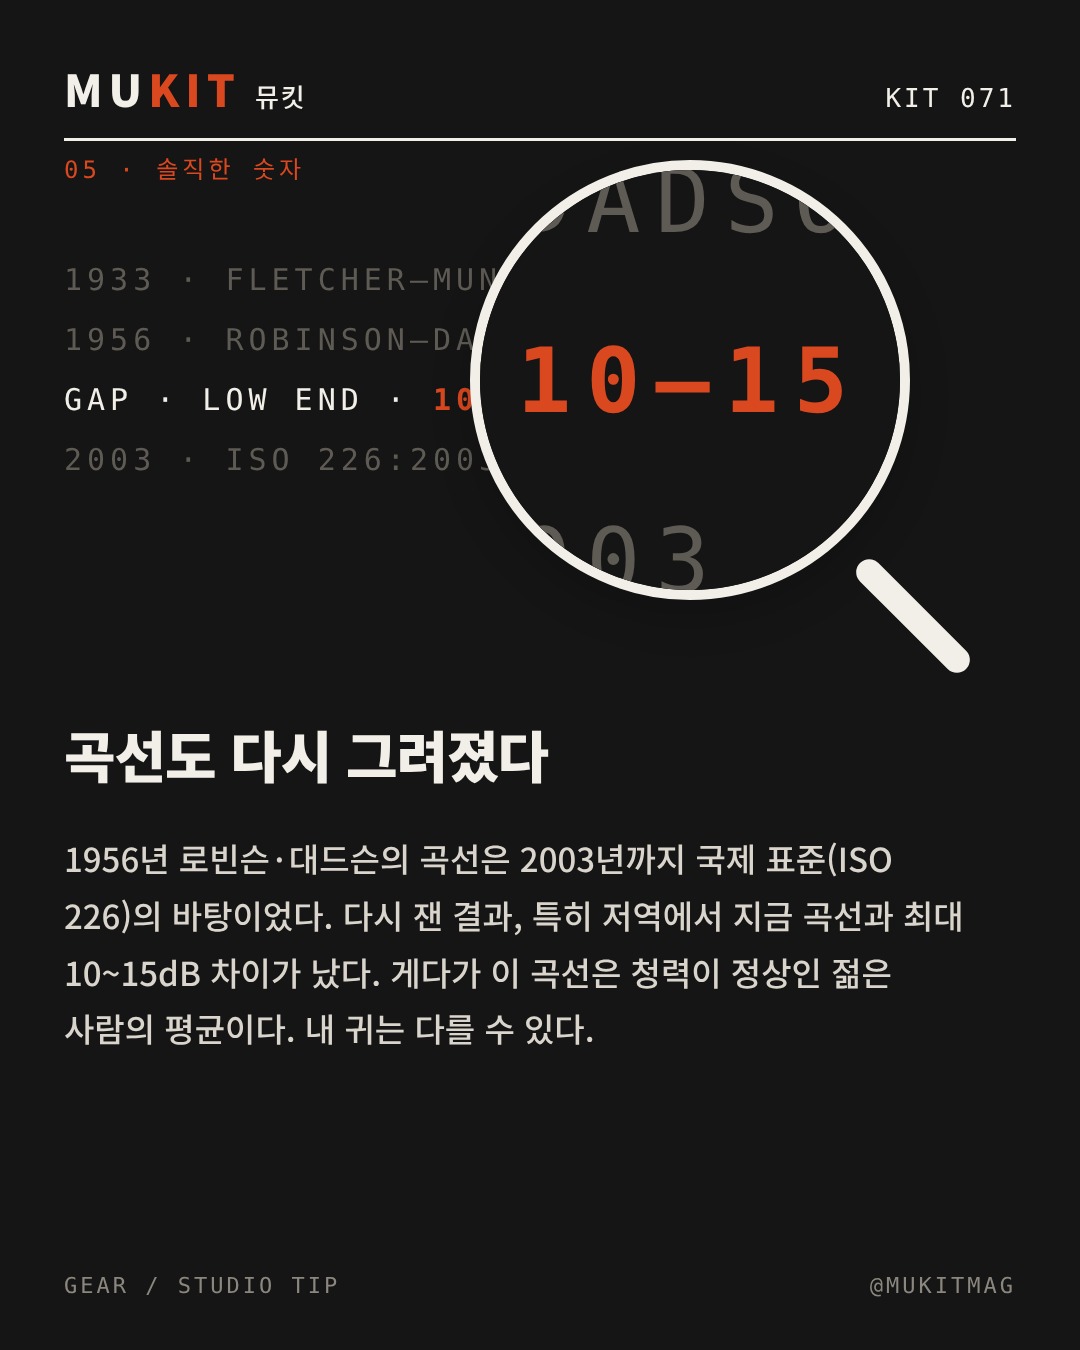 MUKIT 뮤킷
KIT 071
05 · 솔직한 숫자
1933 · FLETCHER—MUN
1956 · ROBINSON—DA
GAP · LOW END · 10
2003 · ISO 226:2003
ADSO
10—15
003
곡선도 다시 그려졌다
1956년 로빈슨·대드슨의 곡선은 2003년까지 국제 표준(ISO
226)의 바탕이었다. 다시 잰 결과, 특히 저역에서 지금 곡선과 최대
10~15dB 차이가 났다. 게다가 이 곡선은 청력이 정상인 젊은
사람의 평균이다. 내 귀는 다를 수 있다.
GEAR / STUDIO TIP
@MUKITMAG